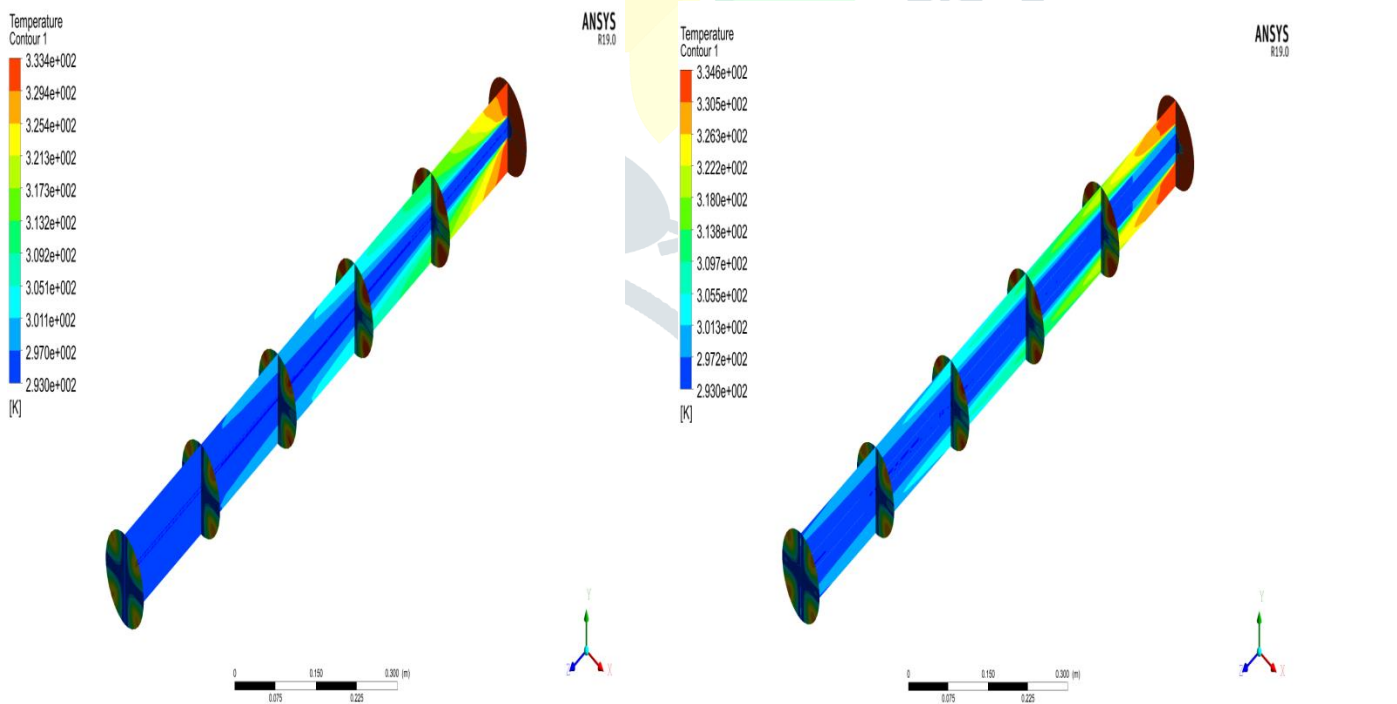 Temperature
Contour 1
3.334e+002
3.294e+002
3.254e+002
3.213e+002
3.173e+002
3.132e+002
3.092e+002
3.051e+002
3.011e+002
2.970e+002
2.930e+002
[K]
ANSYS
R19.0
Y
Z
X
0
0.150
0.300 (m)
0.075
0.225
Temperature
Contour 1
3.346e+002
3.305e+002
3.263e+002
3.222e+002
3.180e+002
3.138e+002
3.097e+002
3.055e+002
3.013e+002
2.972e+002
2.930e+002
[K]
ANSYS
R19.0
Y
Z
X
0
0.150
0.300 (m)
0.075
0.225